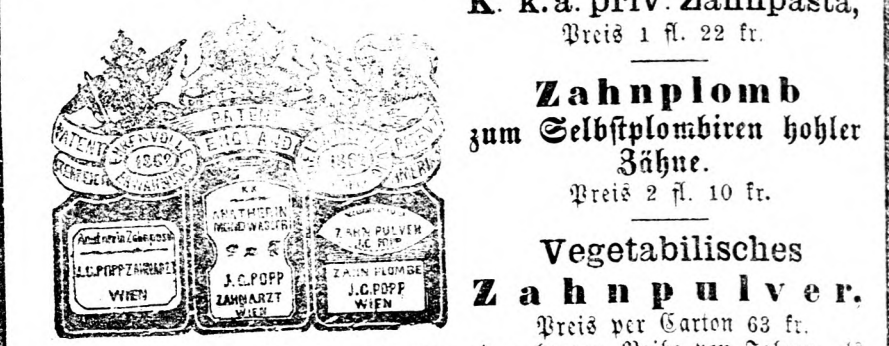 PATENT
ENGLAND
PATENT
1862
Anatherin Zahnpasta
J.G.POPP ZAHNARZT
WIEN
ANATHERIN
MUNDWASSER
J.G.POPP
ZAHNARZT
WIEN
ZAHN PULVER
J.G. POPP
ZAHN PLOMBE
J.G.POPP
WIEN
K. k. a. priv. Zahnpasta,
Preis 1 fl. 22 kr.
Zahnplomb
zum Selbstplombiren hohler
Zähne.
Preis 2 fl. 10 kr.
Vegetabilisches
Zahnpulver.
Preis per Carton 63 kr.